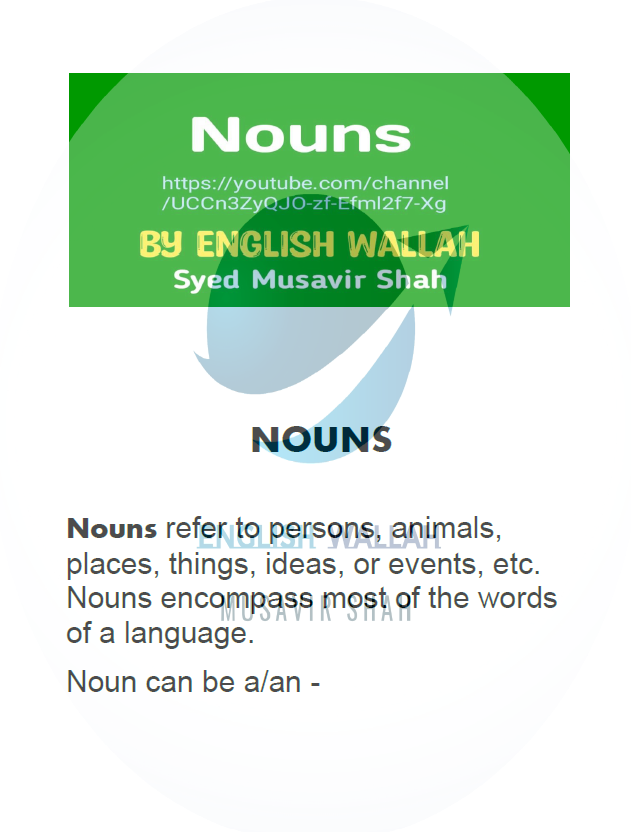 Nouns
https://youtube.com/channel
/UCCn3ZyQJO-zf-Efml2f7-Xg
BY ENGLISH WALLAH
Syed Musavir Shah
NOUNS
Nouns refer to persons, animals,
ENGLISH WALLAH
places, things, ideas, or events, etc.
Nouns encompass most of the words
MUSAVIR SHAH
of a language.
Noun can be a/an -